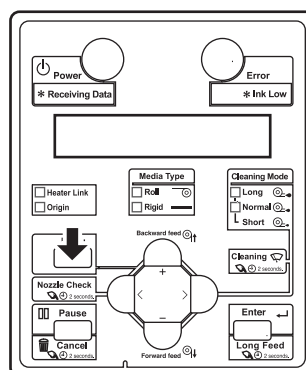 Power
Error
* Receiving Data
* Ink Low
Media Type
Cleaning Mode
Heater Link
Origin
Roll
Rigid
Long
Normal
Short
Backward feed
Cleaning
2 seconds.
Nozzle Check
2 seconds.
+
< >
−
Pause
Enter
Cancel
2 seconds.
Forward feed
Long Feed
2 seconds.